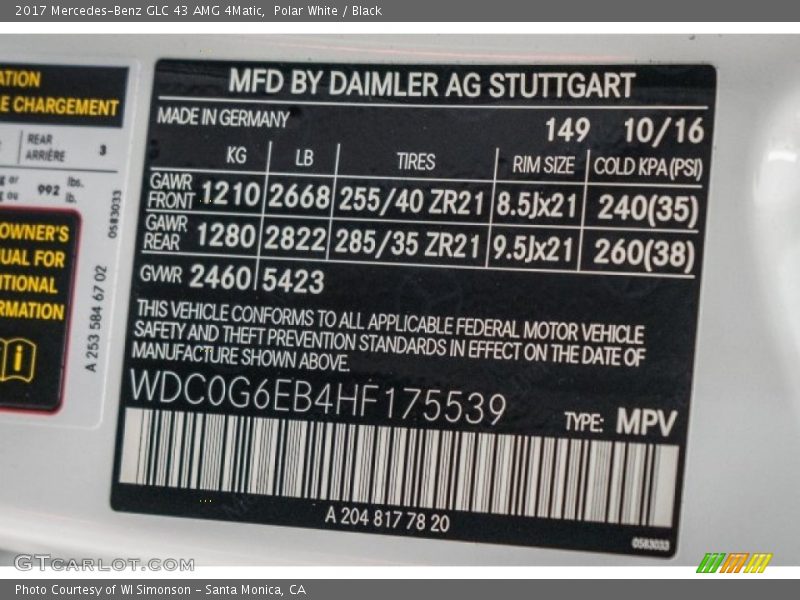 2017 Mercedes-Benz GLC 43 AMG 4Matic, Polar White / Black
ATION
E CHARGEMENT
REAR
ARRIÈRE
3
992 lbs.
lb.
0583033
OWNER'S
UAL FOR
ITIONAL
RMATION
A 253 584 67 02
MFD BY DAIMLER AG STUTTGART
MADE IN GERMANY
149 10/16
KG LB TIRES RIM SIZE COLD KPA(PSI)
GAWR FRONT 1210 2668 255/40 ZR21 8.5Jx21 240(35)
GAWR REAR 1280 2822 285/35 ZR21 9.5Jx21 260(38)
GVWR 2460 5423
THIS VEHICLE CONFORMS TO ALL APPLICABLE FEDERAL MOTOR VEHICLE
SAFETY AND THEFT PREVENTION STANDARDS IN EFFECT ON THE DATE OF
MANUFACTURE SHOWN ABOVE.
WDC0G6EB4HF175539
TYPE: MPV
A 204 817 78 20
0583033
GTCARLOT.COM
Photo Courtesy of WI Simonson - Santa Monica, CA